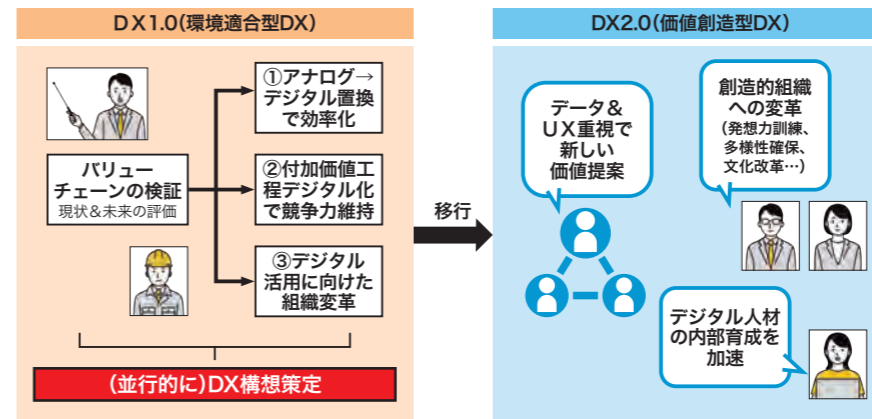 DX1.0(環境適合型DX)
バリュー
チェーンの検証
現状&未来の評価
①アナログ→
デジタル置換
で効率化
②付加価値工
程デジタル化
で競争力維持
③デジタル
活用に向けた
組織変革
(並行的に)DX構想策定
移行
DX2.0(価値創造型DX)
データ&
UX重視で
新しい
価値提案
創造的組織
への変革
(発想力訓練、
多様性確保、
文化改革…)
デジタル人材
の内部育成を
加速